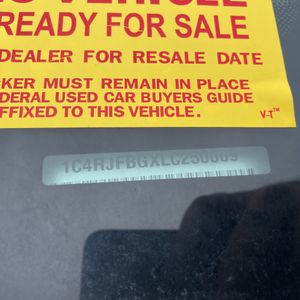 READY FOR SALE
DEALER FOR RESALE DATE
KER MUST REMAIN IN PLACE
DERAL USED CAR BUYERS GUIDE
FFIXED TO THIS VEHICLE.
V-T™
1C4RJFBGXLC250009